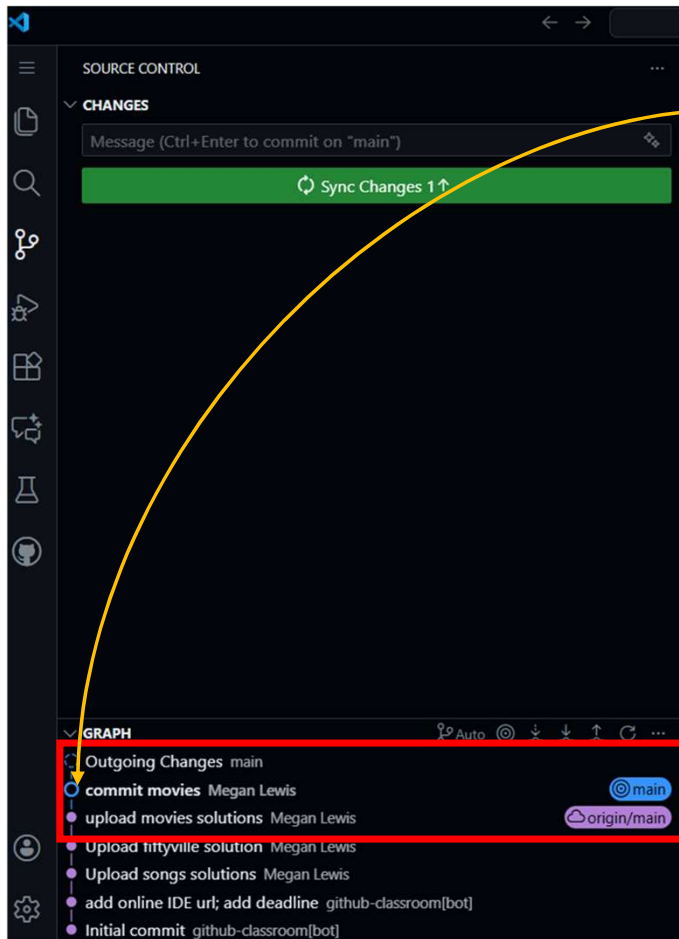 SOURCE CONTROL
CHANGES
Message (Ctrl+Enter to commit on "main")
Sync Changes 1↑
GRAPH Auto
Outgoing Changes main
commit movies Megan Lewis main
upload movies solutions Megan Lewis origin/main
Upload fiftyville solution Megan Lewis
Upload songs solutions Megan Lewis
add online IDE url; add deadline github-classroom[bot]
Initial commit github-classroom[bot]